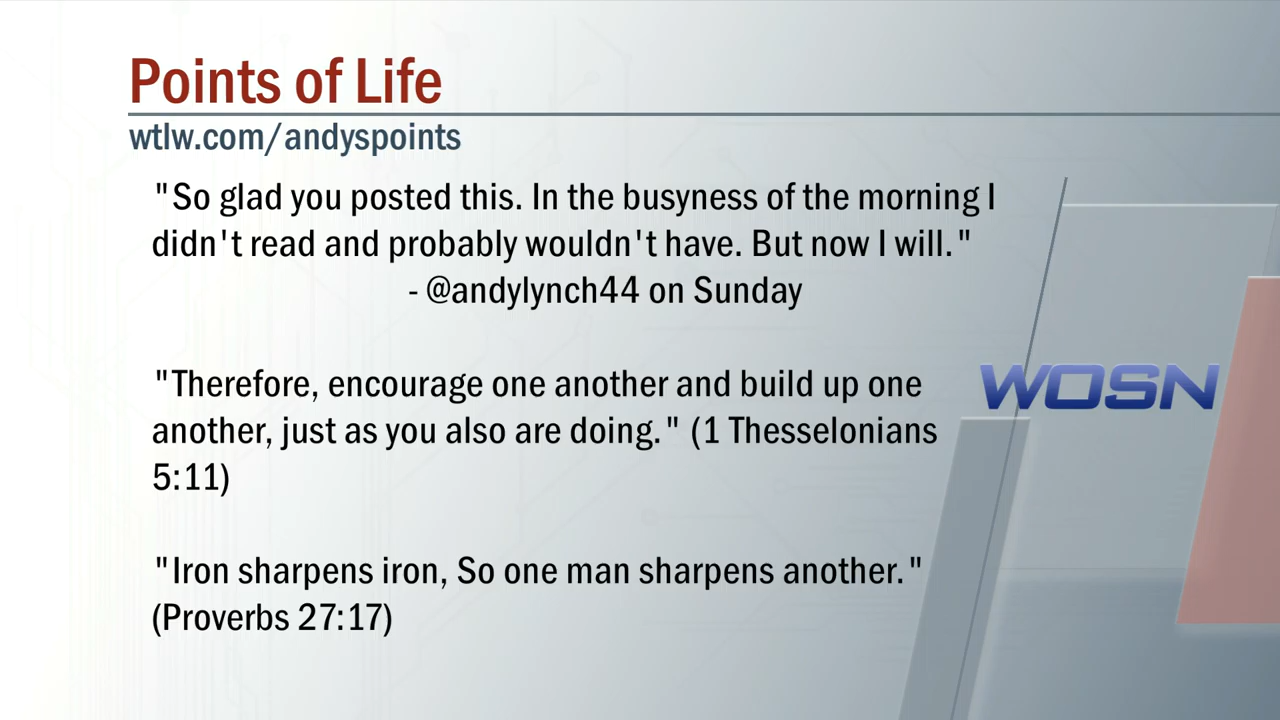 Points of Life
wtlw.com/andyspoints
"So glad you posted this. In the busyness of the morning I
didn't read and probably wouldn't have. But now I will."
- @andylynch44 on Sunday
"Therefore, encourage one another and build up one
another, just as you also are doing." (1 Thesselonians
5:11)
WOSN
"Iron sharpens iron, So one man sharpens another."
(Proverbs 27:17)